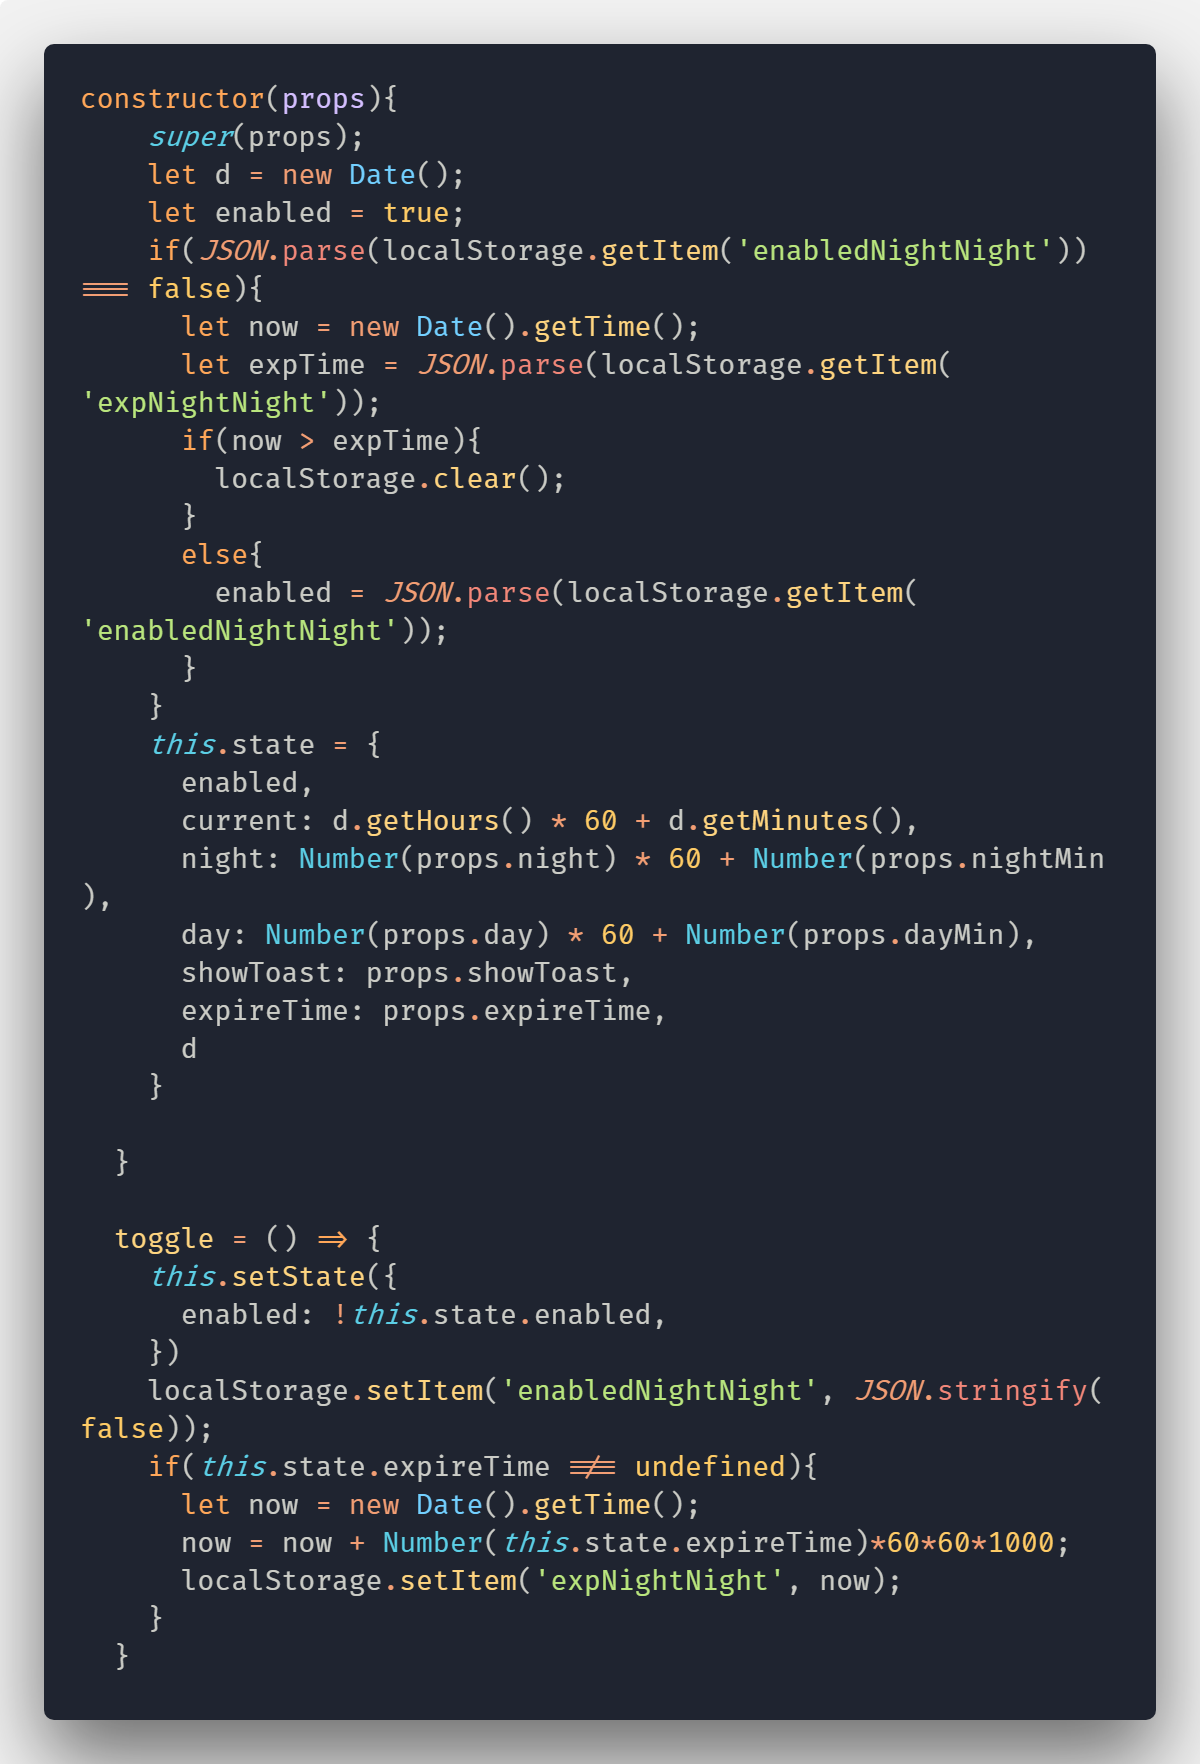 constructor(props){
    super(props);
    let d = new Date();
    let enabled = true;
    if(JSON.parse(localStorage.getItem('enabledNightNight'))
=== false){
      let now = new Date().getTime();
      let expTime = JSON.parse(localStorage.getItem(
'expNightNight'));
      if(now > expTime){
        localStorage.clear();
      }
      else{
        enabled = JSON.parse(localStorage.getItem(
'enabledNightNight'));
      }
    }
    this.state = {
      enabled,
      current: d.getHours() * 60 + d.getMinutes(),
      night: Number(props.night) * 60 + Number(props.nightMin
),
      day: Number(props.day) * 60 + Number(props.dayMin),
      showToast: props.showToast,
      expireTime: props.expireTime,
      d
    }

  }

  toggle = () => {
    this.setState({
      enabled: !this.state.enabled,
    })
    localStorage.setItem('enabledNightNight', JSON.stringify(
false));
    if(this.state.expireTime !== undefined){
      let now = new Date().getTime();
      now = now + Number(this.state.expireTime)*60*60*1000;
      localStorage.setItem('expNightNight', now);
    }
  }